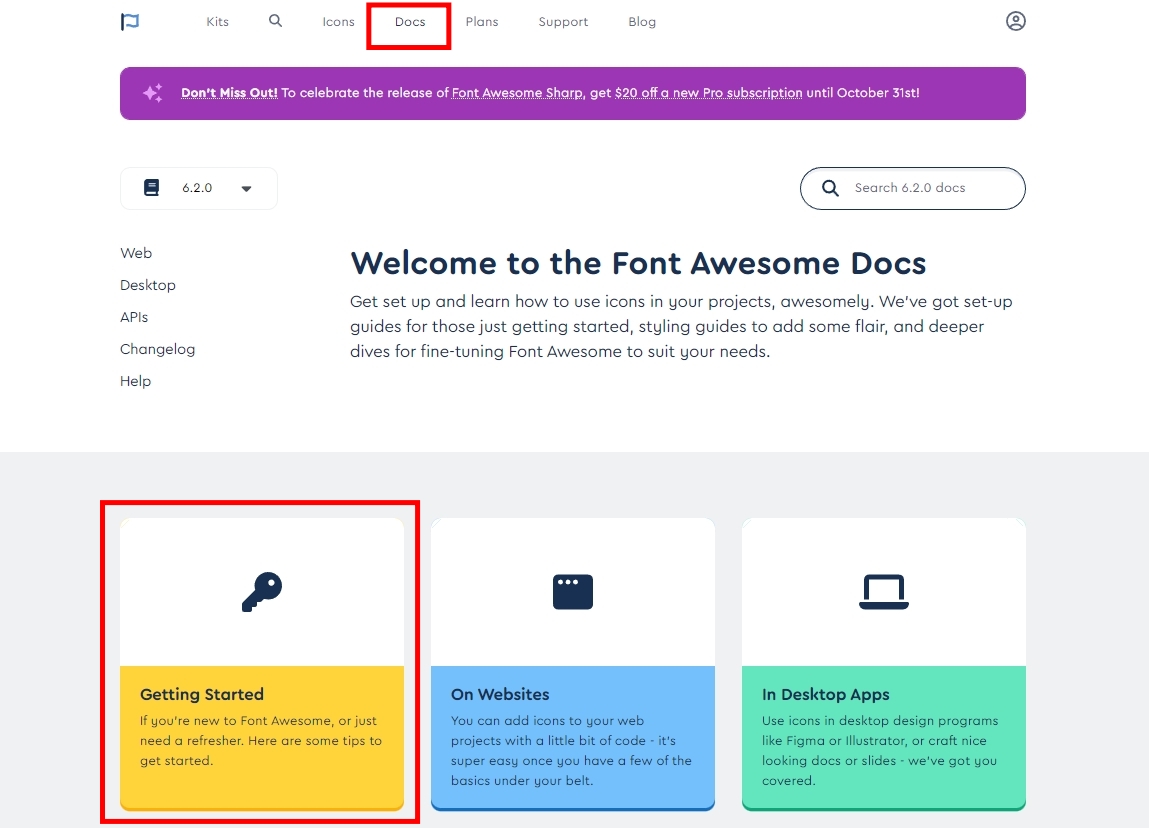 Kits Icons Docs Plans Support Blog
Don't Miss Out! To celebrate the release of Font Awesome Sharp, get $20 off a new Pro subscription until October 31st!
6.2.0
Search 6.2.0 docs
Web
Desktop
APIs
Changelog
Help
Welcome to the Font Awesome Docs
Get set up and learn how to use icons in your projects, awesomely. We've got set-up
guides for those just getting started, styling guides to add some flair, and deeper
dives for fine-tuning Font Awesome to suit your needs.
Getting Started
If you're new to Font Awesome, or just
need a refresher. Here are some tips to
get started.
On Websites
You can add icons to your web
projects with a little bit of code - it's
super easy once you have a few of the
basics under your belt.
In Desktop Apps
Use icons in desktop design programs
like Figma or Illustrator, or craft nice
looking docs or slides - we've got you
covered.